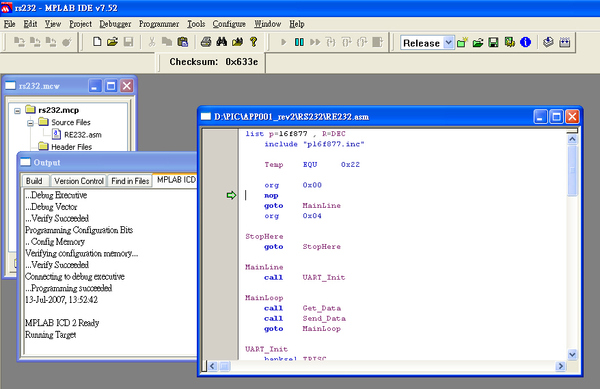 rs232 - MPLAB IDE v7.52
File Edit View Project Debugger Programmer Tools Configure Window Help
Release
Checksum: 0x633e
rs232.mcw
rs232.mcp
Source Files
RE232.asm
Header Files
Output
Build Version Control Find in Files MPLAB ICD
...Debug Executive
...Debug Vector
...Verify Succeeded
Programming Configuration Bits
.. Config Memory
Verifying configuration memory...
...Verify Succeeded
Connecting to debug executive
...Programming succeeded
13-Jul-2007, 13:52:42
MPLAB ICD 2 Ready
Running Target
D:\PIC\APP001_rev2\RS232\RE232.asm
list p=16f877 , R=DEC
include "p16f877.inc"
Temp EQU 0x22
org 0x00
nop
goto MainLine
org 0x04
StopHere
goto StopHere
MainLine
call UART_Init
MainLoop
call Get_Data
call Send_Data
goto MainLoop
UART_Init
banksel TRISC